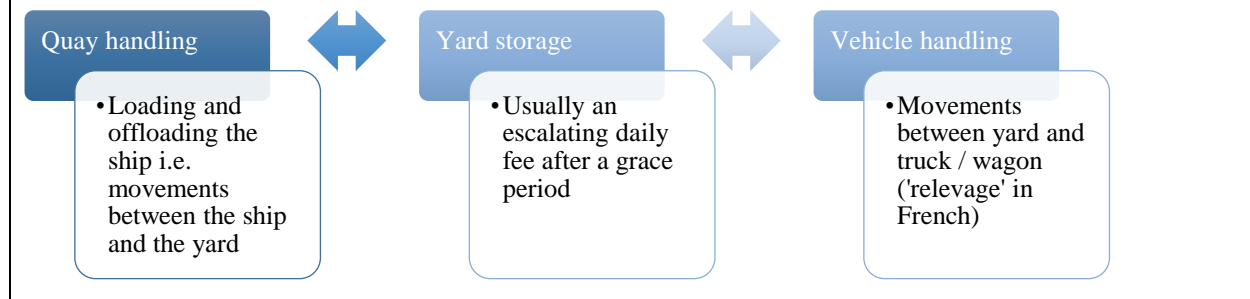 Quay handling
•Loading and
offloading the
ship i.e.
movements
between the ship
and the yard
Yard storage
•Usually an
escalating daily
fee after a grace
period
Vehicle handling
•Movements
between yard and
truck / wagon
('relevage' in
French)